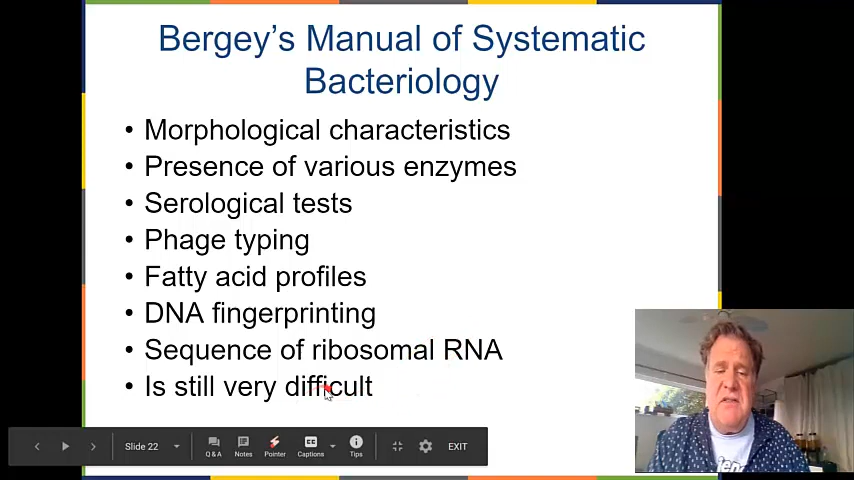 Bergey's Manual of Systematic
Bacteriology
• Morphological characteristics
• Presence of various enzymes
• Serological tests
• Phage typing
• Fatty acid profiles
• DNA fingerprinting
• Sequence of ribosomal RNA
• Is still very difficult
Slide 22
Q & A
Notes
Pointer
CC
Captions
Tips
EXIT